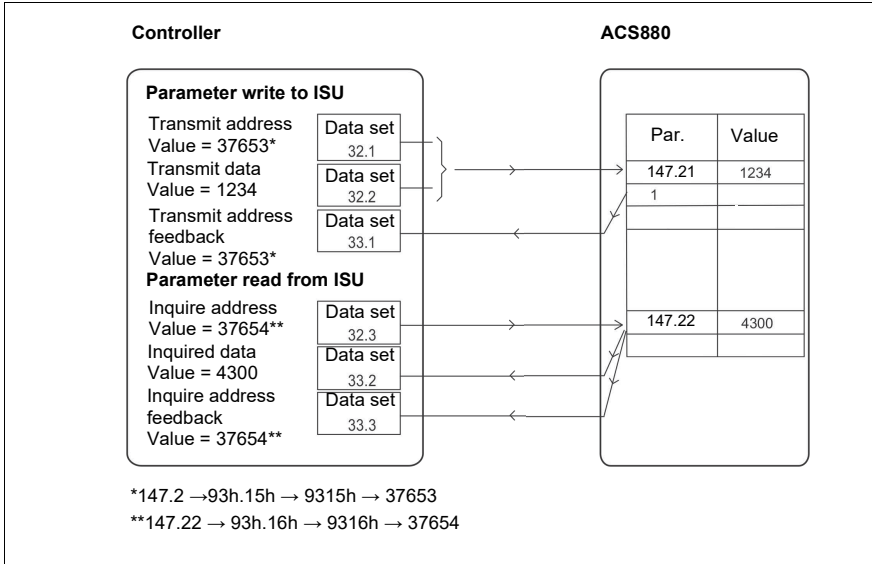 Controller
ACS880
Parameter write to ISU
Transmit address
Value = 37653*
Data set
32.1
Transmit data
Value = 1234
Data set
32.2
Transmit address
feedback
Value = 37653*
Data set
33.1
Parameter read from ISU
Inquire address
Value = 37654**
Data set
32.3
Inquired data
Value = 4300
Data set
33.2
Inquire address
feedback
Value = 37654**
Data set
33.3
Par. Value
147.21 1234
1
147.22 4300
*147.2 →93h.15h → 9315h → 37653
**147.22 → 93h.16h → 9316h → 37654